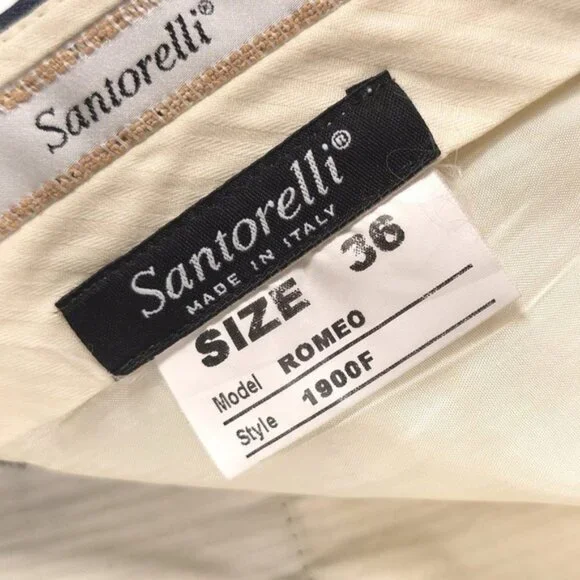 Santorelli®
Santorelli®
MADE IN ITALY
SIZE 36
Model ROMEO
Style 1900F